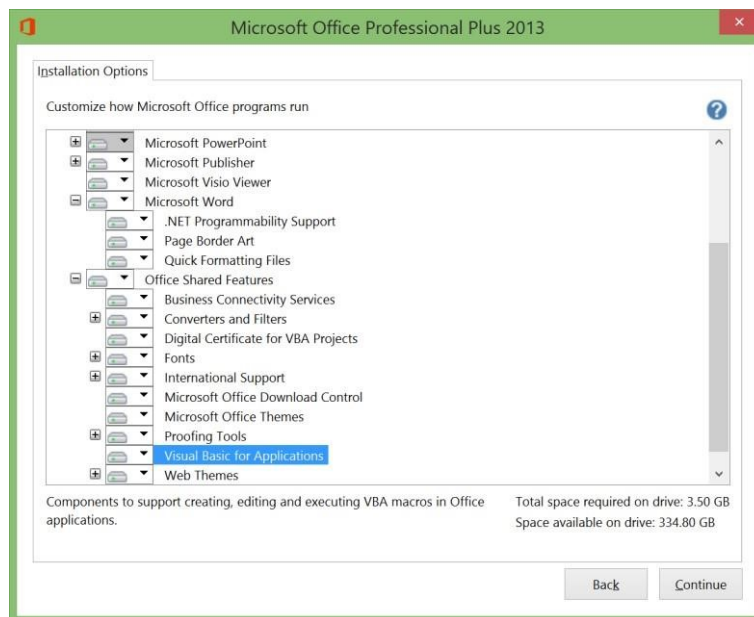 Microsoft Office Professional Plus 2013
Installation Options
Customize how Microsoft Office programs run
Microsoft PowerPoint
Microsoft Publisher
Microsoft Visio Viewer
Microsoft Word
.NET Programmability Support
Page Border Art
Quick Formatting Files
Office Shared Features
Business Connectivity Services
Converters and Filters
Digital Certificate for VBA Projects
Fonts
International Support
Microsoft Office Download Control
Microsoft Office Themes
Proofing Tools
Visual Basic for Applications
Web Themes
Components to support creating, editing and executing VBA macros in Office
applications.
Total space required on drive: 3.50 GB
Space available on drive: 334.80 GB
Back
Continue